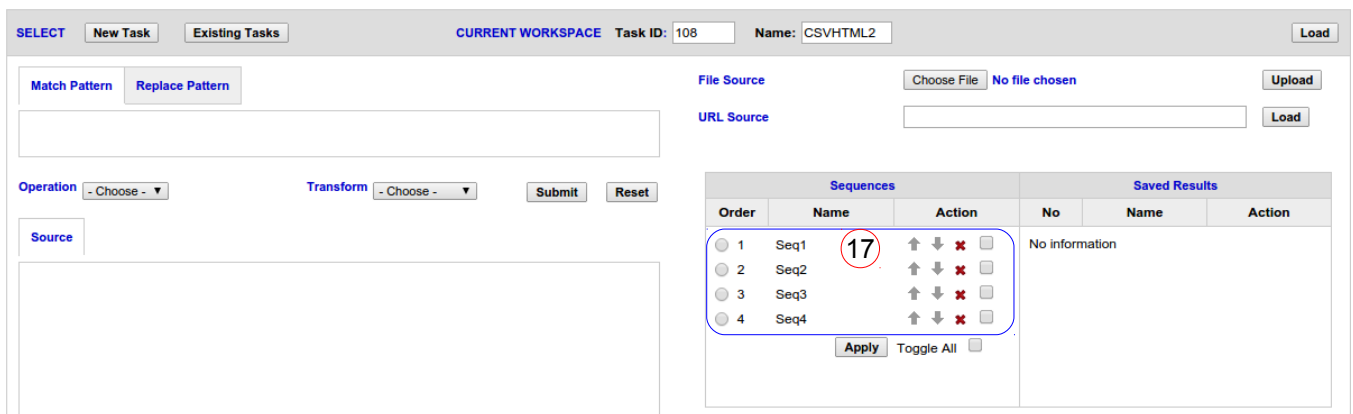 SELECT New Task Existing Tasks CURRENT WORKSPACE Task ID: 108 Name: CSVHTML2 Load
Match Pattern Replace Pattern
File Source Choose File No file chosen Upload
URL Source Load
Operation - Choose - Transform - Choose - Submit Reset
Source
Sequences Saved Results
Order Name Action No Name Action
1 Seq1 17 No information
2 Seq2
3 Seq3
4 Seq4
Apply Toggle All